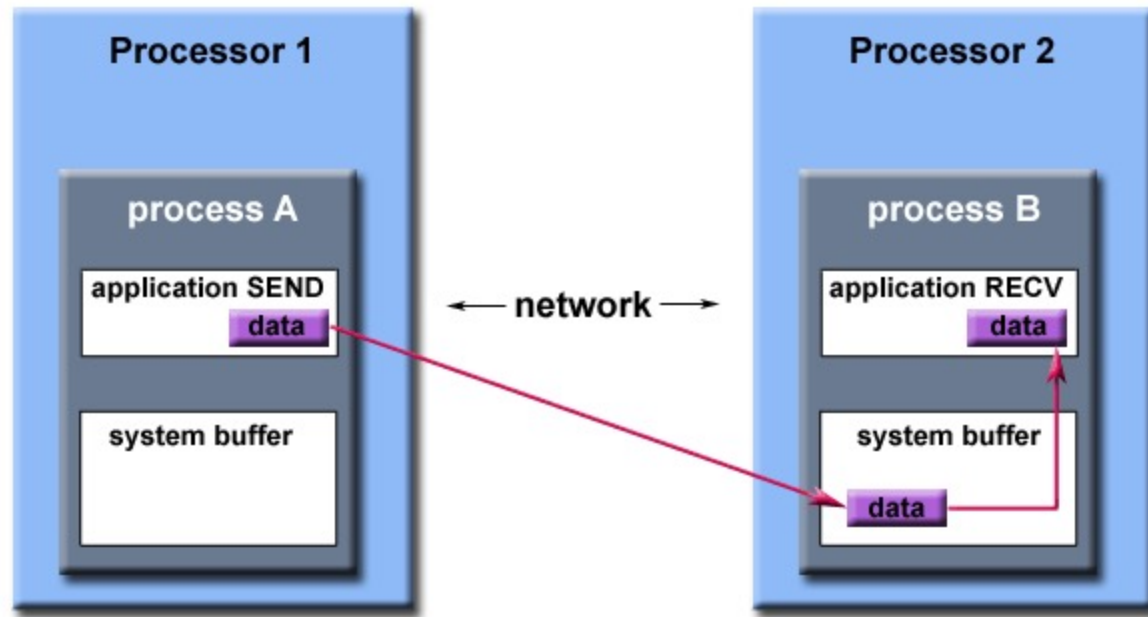 Processor 1
process A
application SEND
data
system buffer
network
Processor 2
process B
application RECV
data
system buffer
data